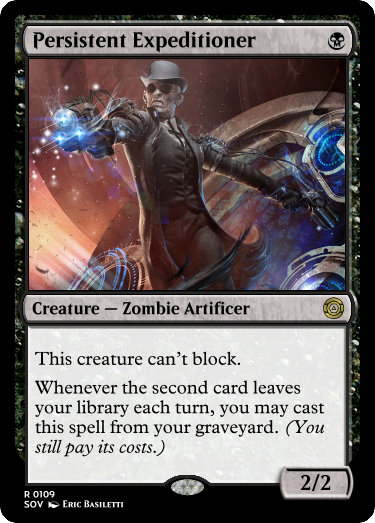 Persistent Expeditioner
Creature — Zombie Artificer
This creature can't block.
Whenever the second card leaves
your library each turn, you may cast
this spell from your graveyard. (You
still pay its costs.)
2/2
R 0109
SOV Eric Basiletti